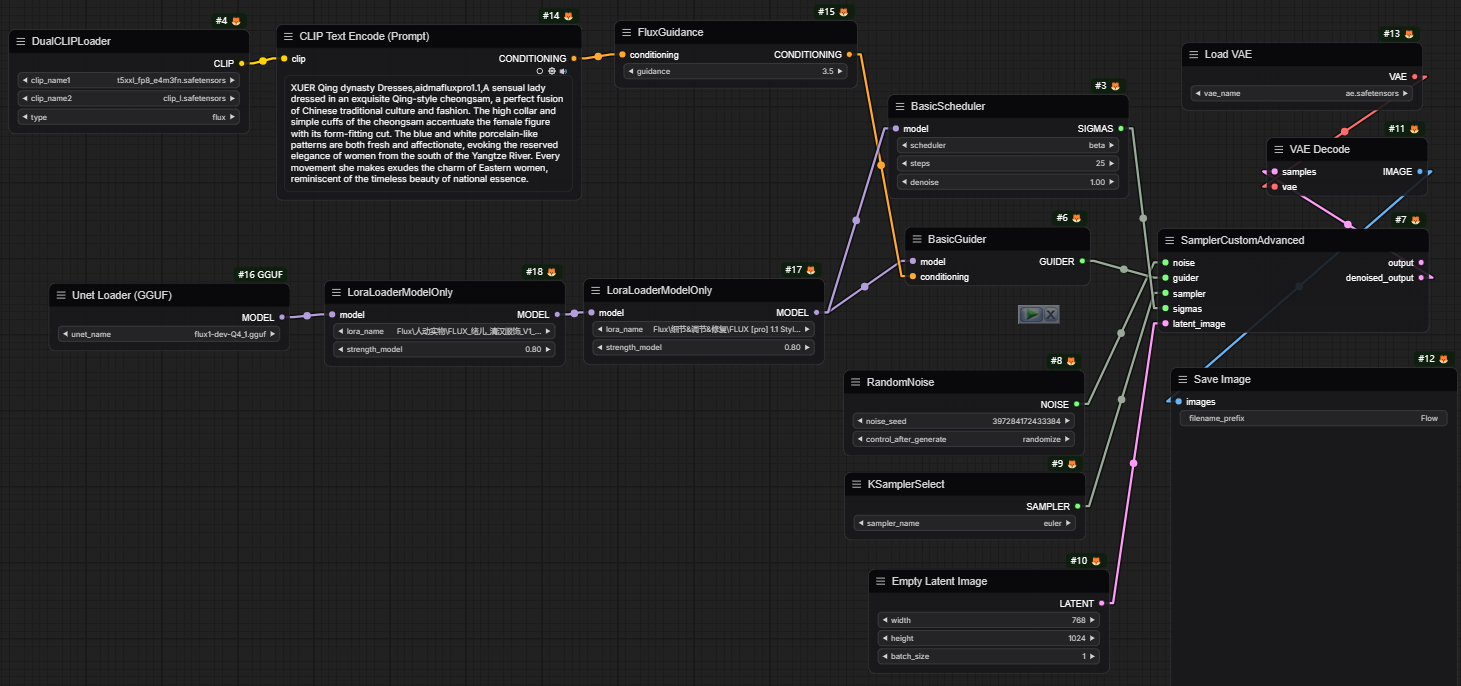 #4
DualCLIPLoader
CLIP
clip_name1 t5xxl_fp8_e4m3fn.safetensors
clip_name2 clip_l.safetensors
type flux
#14
CLIP Text Encode (Prompt)
clip CONDITIONING
XUER Qing dynasty Dresses,aidmafluxpro1.1,A sensual lady
dressed in an exquisite Qing-style cheongsam, a perfect fusion
of Chinese traditional culture and fashion. The high collar and
simple cuffs of the cheongsam accentuate the female figure
with its form-fitting cut. The blue and white porcelain-like
patterns are both fresh and affectionate, evoking the reserved
elegance of women from the south of the Yangtze River. Every
movement she makes exudes the charm of Eastern women,
reminiscent of the timeless beauty of national essence.
#15
FluxGuidance
conditioning CONDITIONING
guidance 3.5
#13
Load VAE
VAE
vae_name ae.safetensors
#3
BasicScheduler
model SIGMAS
scheduler beta
steps 25
denoise 1.00
#11
VAE Decode
samples IMAGE
vae
#6
BasicGuider
model GUIDER
conditioning
#7
SamplerCustomAdvanced
noise output
guider denoised_output
sampler
sigmas
latent_image
#16 GGUF
Unet Loader (GGUF)
MODEL
unet_name flux1-dev-Q4_1.gguf
#18
LoraLoaderModelOnly
model MODEL
lora_name Flux\人动实物\FLUX_绪儿_清汉服饰_V1_...
strength_model 0.80
#17
LoraLoaderModelOnly
model MODEL
lora_name Flux\细节&调节&修复\FLUX [pro] 1.1 Styl...
strength_model 0.80
#8
RandomNoise
NOISE
noise_seed 397284172433384
control_after_generate randomize
#9
KSamplerSelect
SAMPLER
sampler_name euler
#10
Empty Latent Image
LATENT
width 768
height 1024
batch_size 1
#12
Save Image
images
filename_prefix Flow